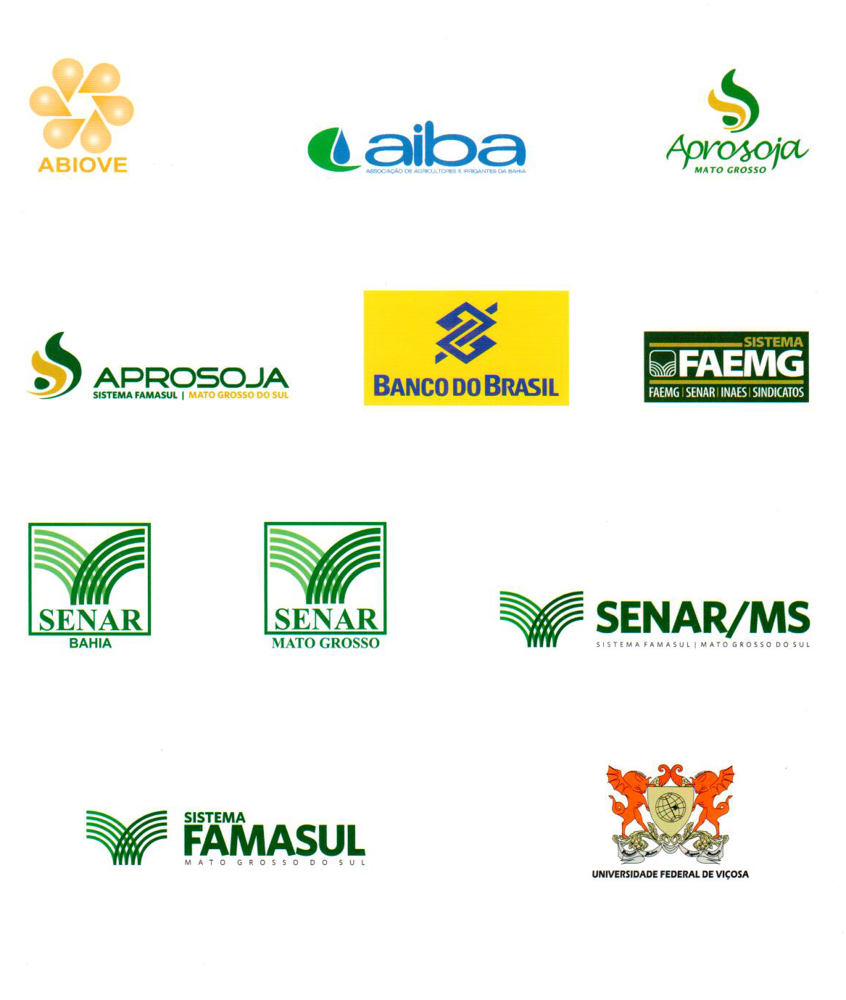 ABIOVE
aiba
ASSOCIAÇÃO DE AGRICULTORES E IRRIGANTES DA BAHIA
Aprosoja
MATO GROSSO
APROSOJA
SISTEMA FAMASUL | MATO GROSSO DO SUL
BANCO DO BRASIL
SISTEMA
FAEMG
FAEMG | SENAR | INAES | SINDICATOS
SENAR
BAHIA
SENAR
MATO GROSSO
SENAR/MS
SISTEMA FAMASUL | MATO GROSSO DO SUL
SISTEMA
FAMASUL
MATO GROSSO DO SUL
UNIVERSIDADE FEDERAL DE VIÇOSA